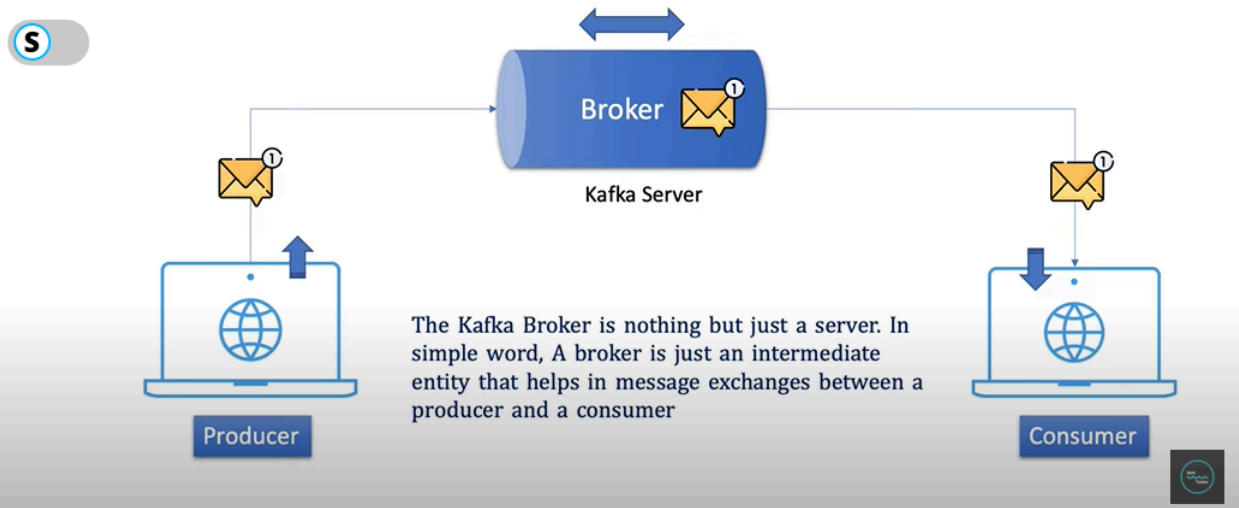 S
1
Broker
Kafka Server
1
1
The Kafka Broker is nothing but just a server. In
simple word, A broker is just an intermediate
entity that helps in message exchanges between a
producer and a consumer
Producer
Consumer